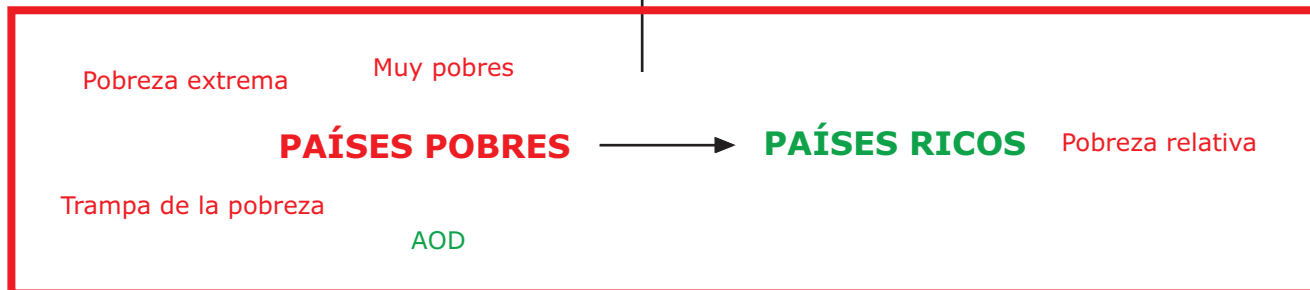 Muy pobres
Pobreza extrema
PAÍSES POBRES
PAÍSES RICOS
Pobreza relativa
Trampa de la pobreza
AOD